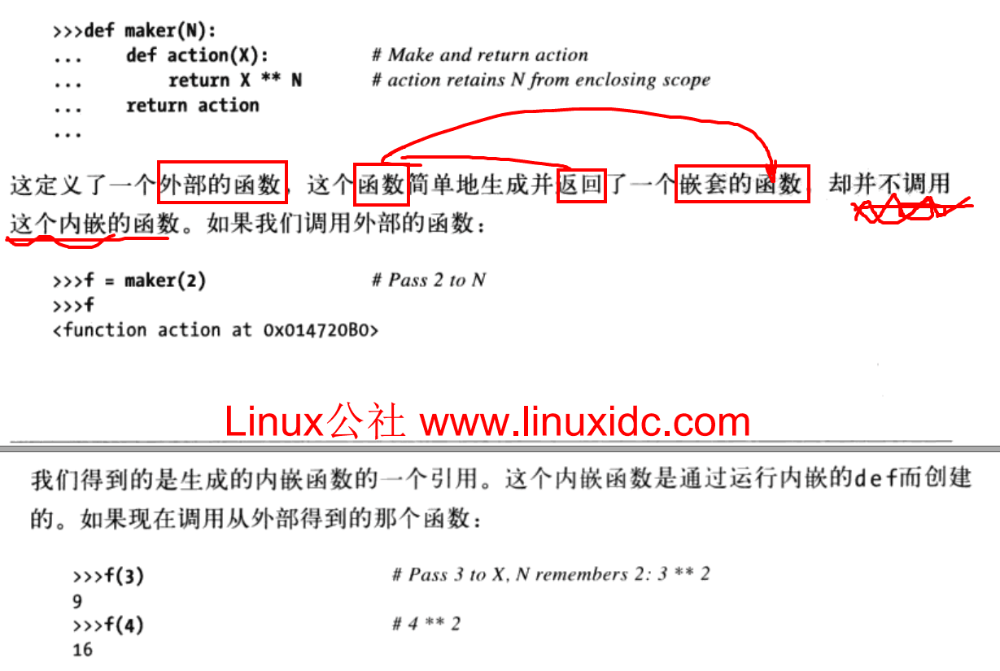 >>>def maker(N):
...     def action(X):     # Make and return action
...         return X ** N     # action retains N from enclosing scope
...     return action
...
这定义了一个外部的函数，这个函数简单地生成并返回了一个嵌套的函数，却并不调用
这个内嵌的函数。如果我们调用外部的函数：
>>>f = maker(2)     # Pass 2 to N
>>>f
<function action at 0x014720B0>
Linux公社 www.linuxidc.com
我们得到的是生成的内嵌函数的一个引用。这个内嵌函数是通过运行内嵌的def而创建
的。如果现在调用从外部得到的那个函数：
>>>f(3)     # Pass 3 to X, N remembers 2: 3 ** 2
9
>>>f(4)     # 4 ** 2
16